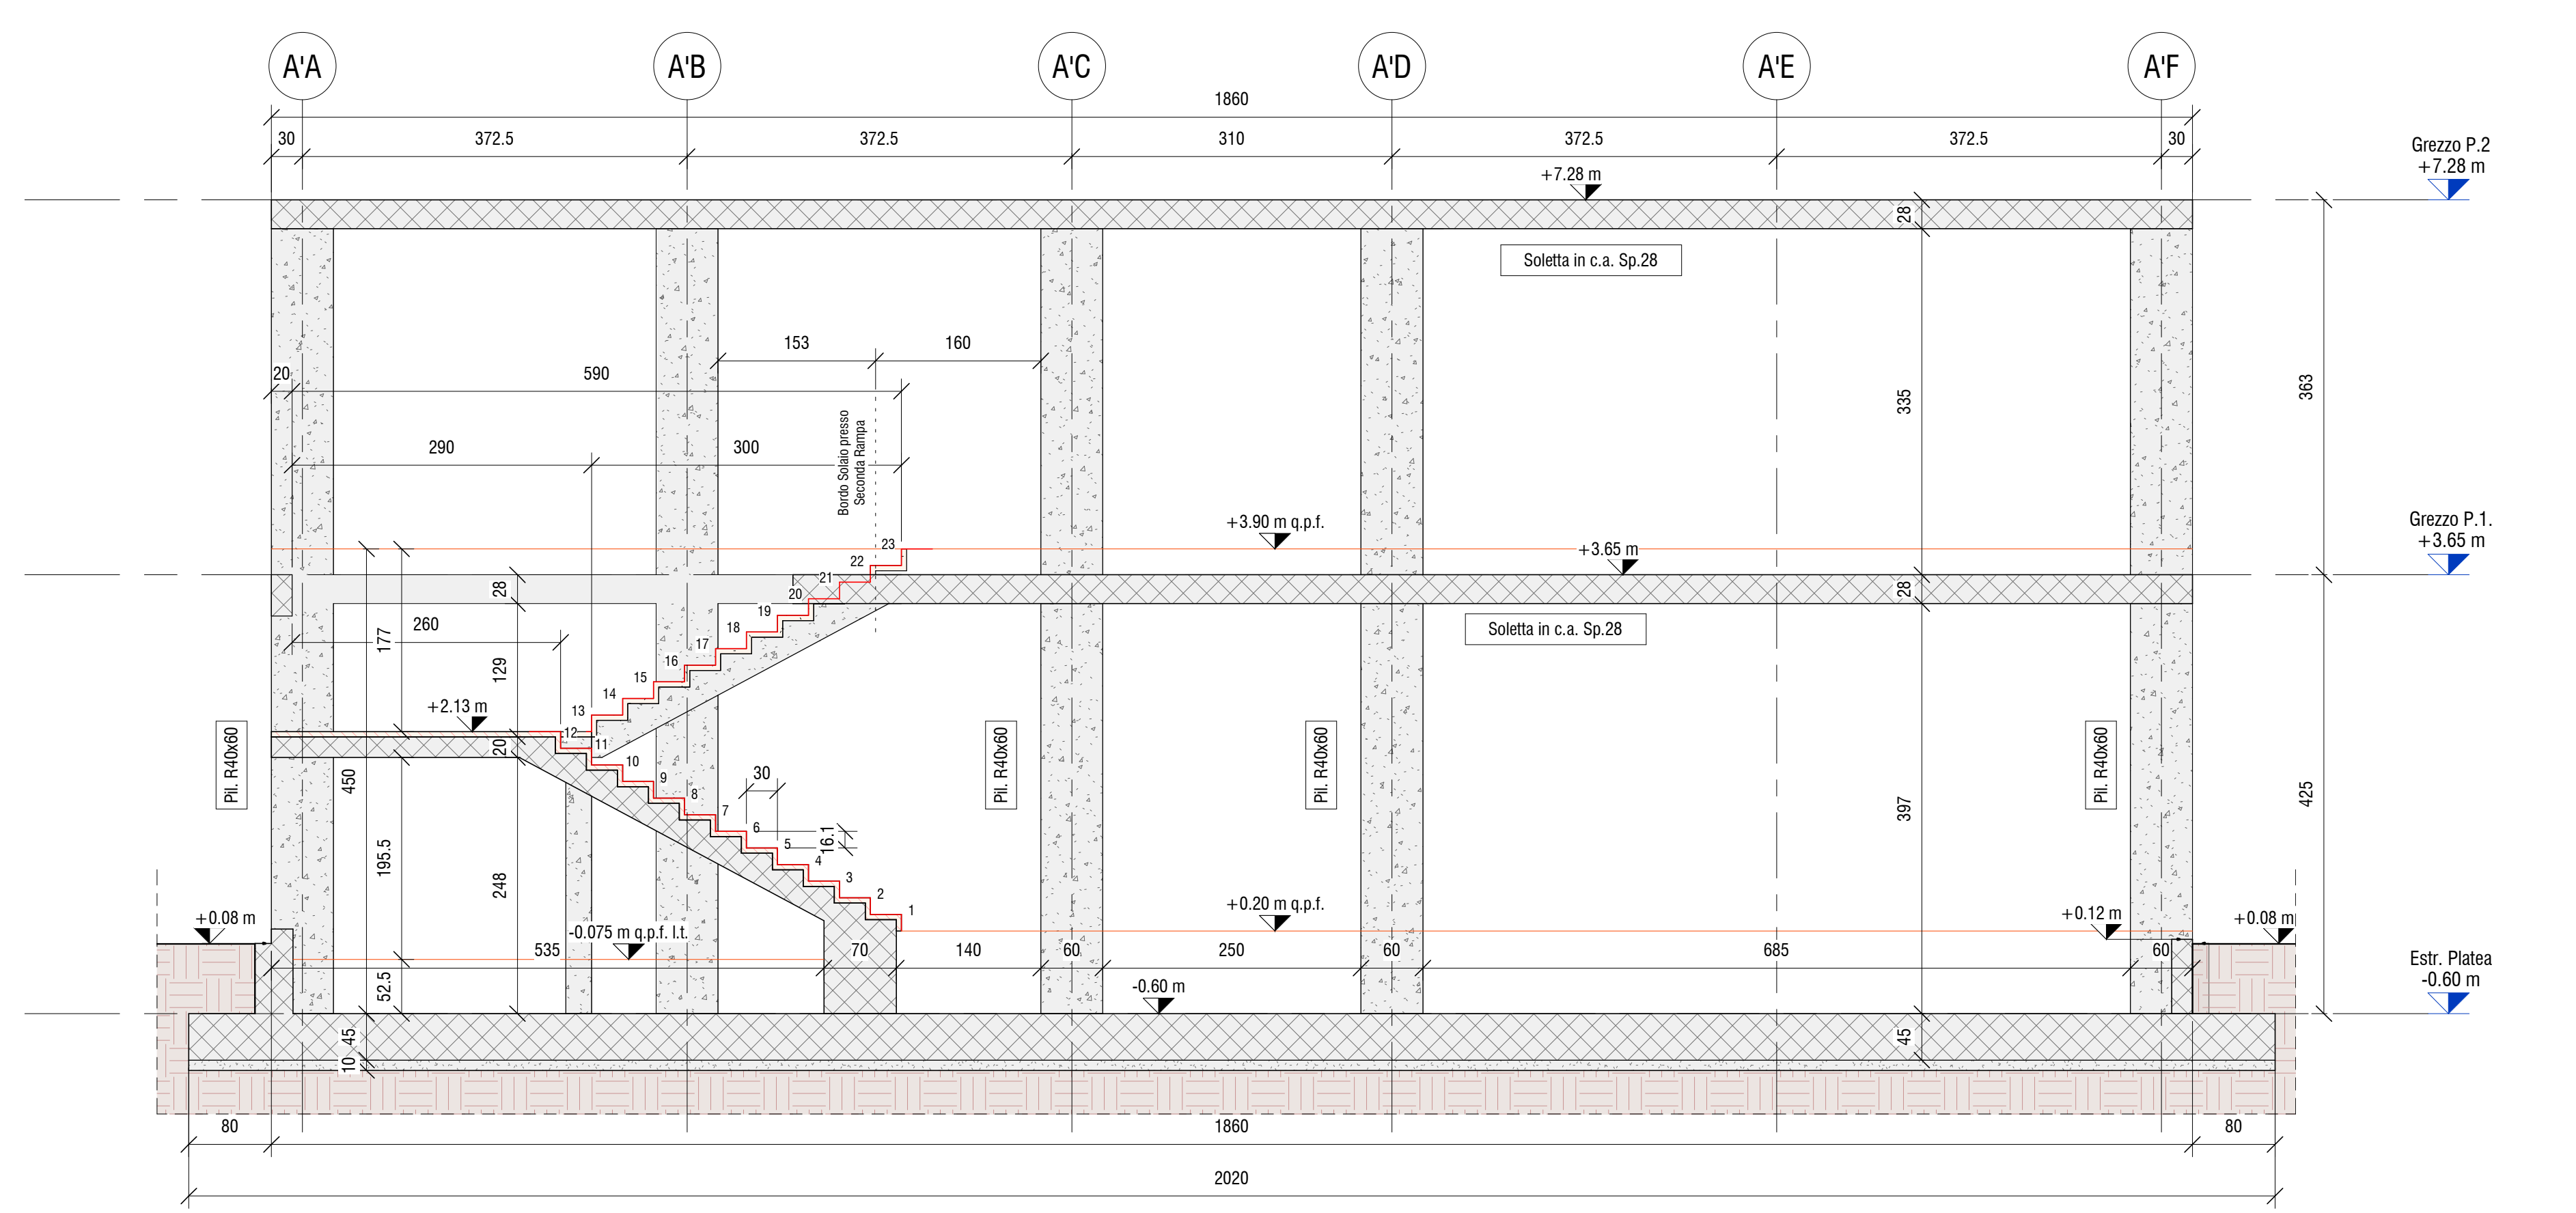 A'A
A'B
A'C
A'D
A'E
A'F
1860
30
372.5
372.5
310
372.5
372.5
30
Grezzo P.2
+7.28 m
+7.28 m
28
Soletta in c.a. Sp.28
153
160
20
590
335
363
Bordo Solaio presso
Seconda Rampa
290
300
+3.90 m q.p.f.
+3.65 m
Grezzo P.1.
+3.65 m
23
22
21
20
19
18
17
16
15
14
13
12
11
10
9
8
7
6
5
4
3
2
1
28
28
260
177
129
Soletta in c.a. Sp.28
+2.13 m
20
450
Pil. R40x60
Pil. R40x60
Pil. R40x60
Pil. R40x60
30
16.1
397
425
195.5
248
+0.08 m
-0.075 m q.p.f. l.t.
+0.20 m q.p.f.
+0.12 m
+0.08 m
535
70
140
60
250
60
685
60
52.5
-0.60 m
Estr. Platea
-0.60 m
45
10
45
80
1860
80
2020